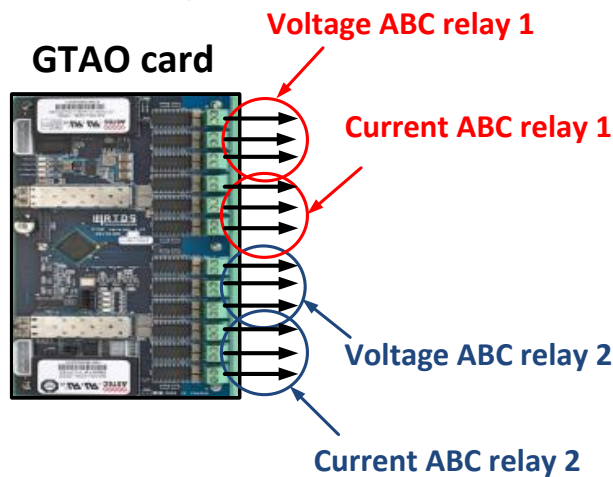 Voltage ABC relay 1
GTAO card
Current ABC relay 1
RTDS
Voltage ABC relay 2
ASTEC
Current ABC relay 2